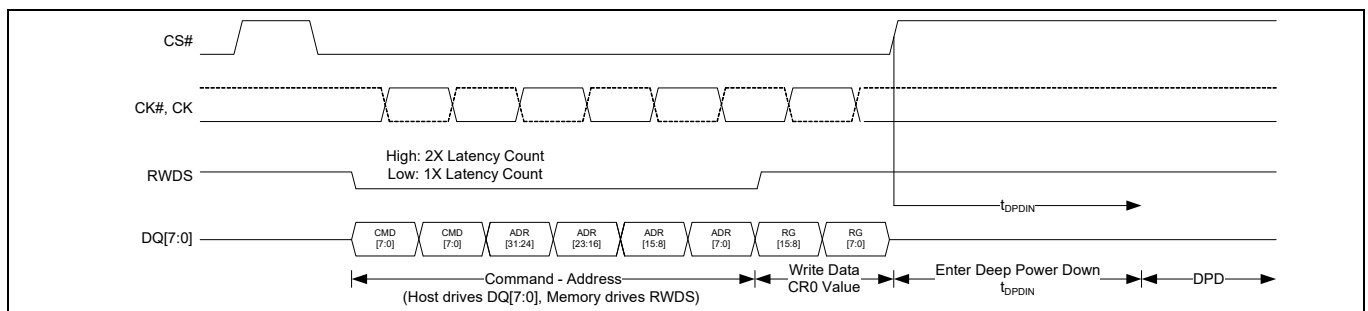 CS#
CK#, CK
High: 2X Latency Count
Low: 1X Latency Count
RWDS
tDPDIN
DQ[7:0]
CMD [7:0]
CMD [7:0]
ADR [31:24]
ADR [23:16]
ADR [15:8]
ADR [7:0]
RG [15:8]
RG [7:0]
Command - Address
(Host drives DQ[7:0], Memory drives RWDS)
Write Data
CR0 Value
Enter Deep Power Down
tDPDIN
DPD